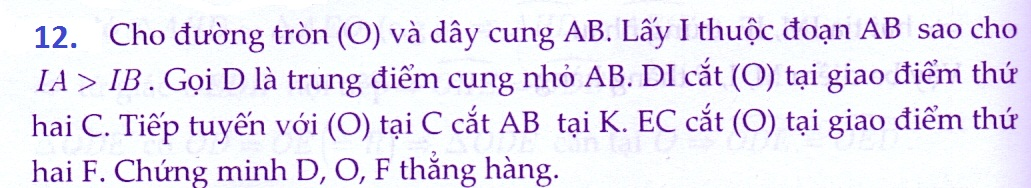 12. Cho đường tròn (O) và dây cung AB. Lấy I thuộc đoạn AB sao cho
IA > IB. Gọi D là trung điểm cung nhỏ AB. DI cắt (O) tại giao điểm thứ
hai C. Tiếp tuyến với (O) tại C cắt AB tại K. EC cắt (O) tại giao điểm thứ
hai F. Chứng minh D, O, F thẳng hàng.